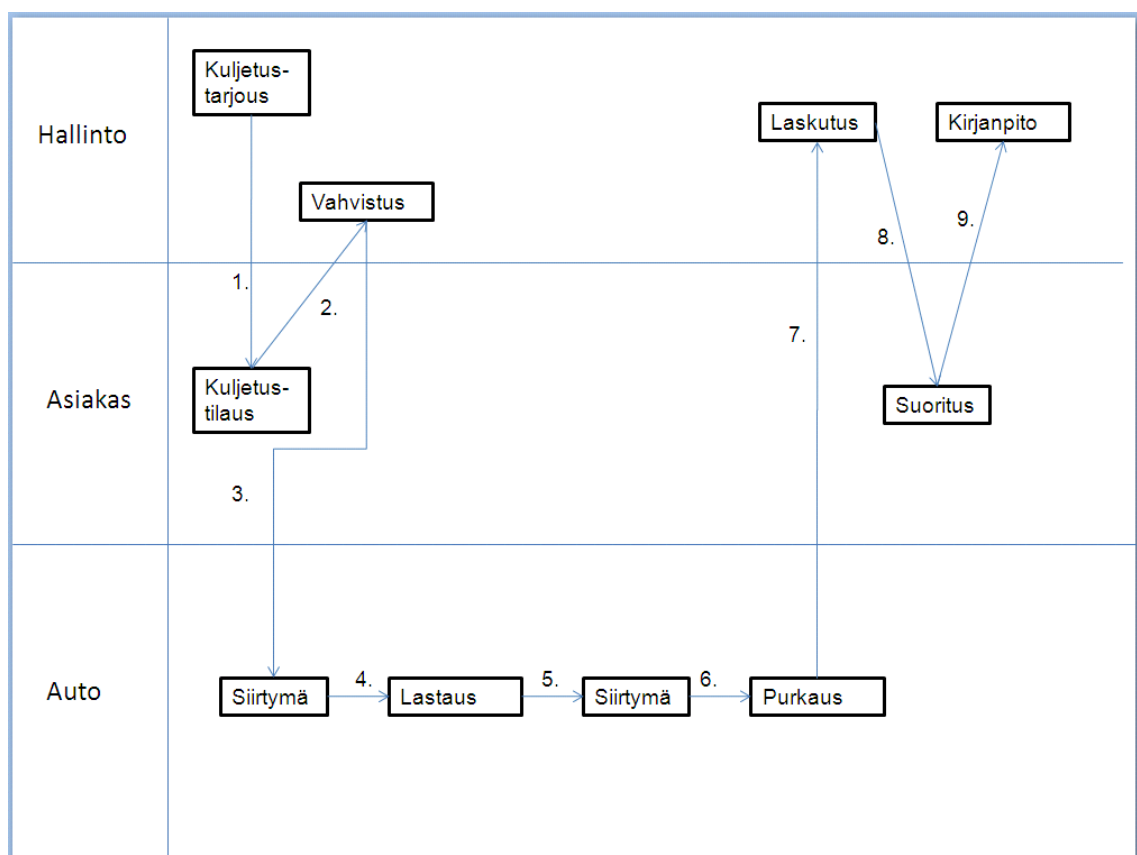 Hallinto
Kuljetus-
tarjous
Vahvistus
Laskutus
Kirjanpito
8.
9.
1.
2.
7.
Asiakas
Kuljetus-
tilaus
Suoritus
3.
Auto
Siirtymä
4.
Lastaus
5.
Siirtymä
6.
Purkaus